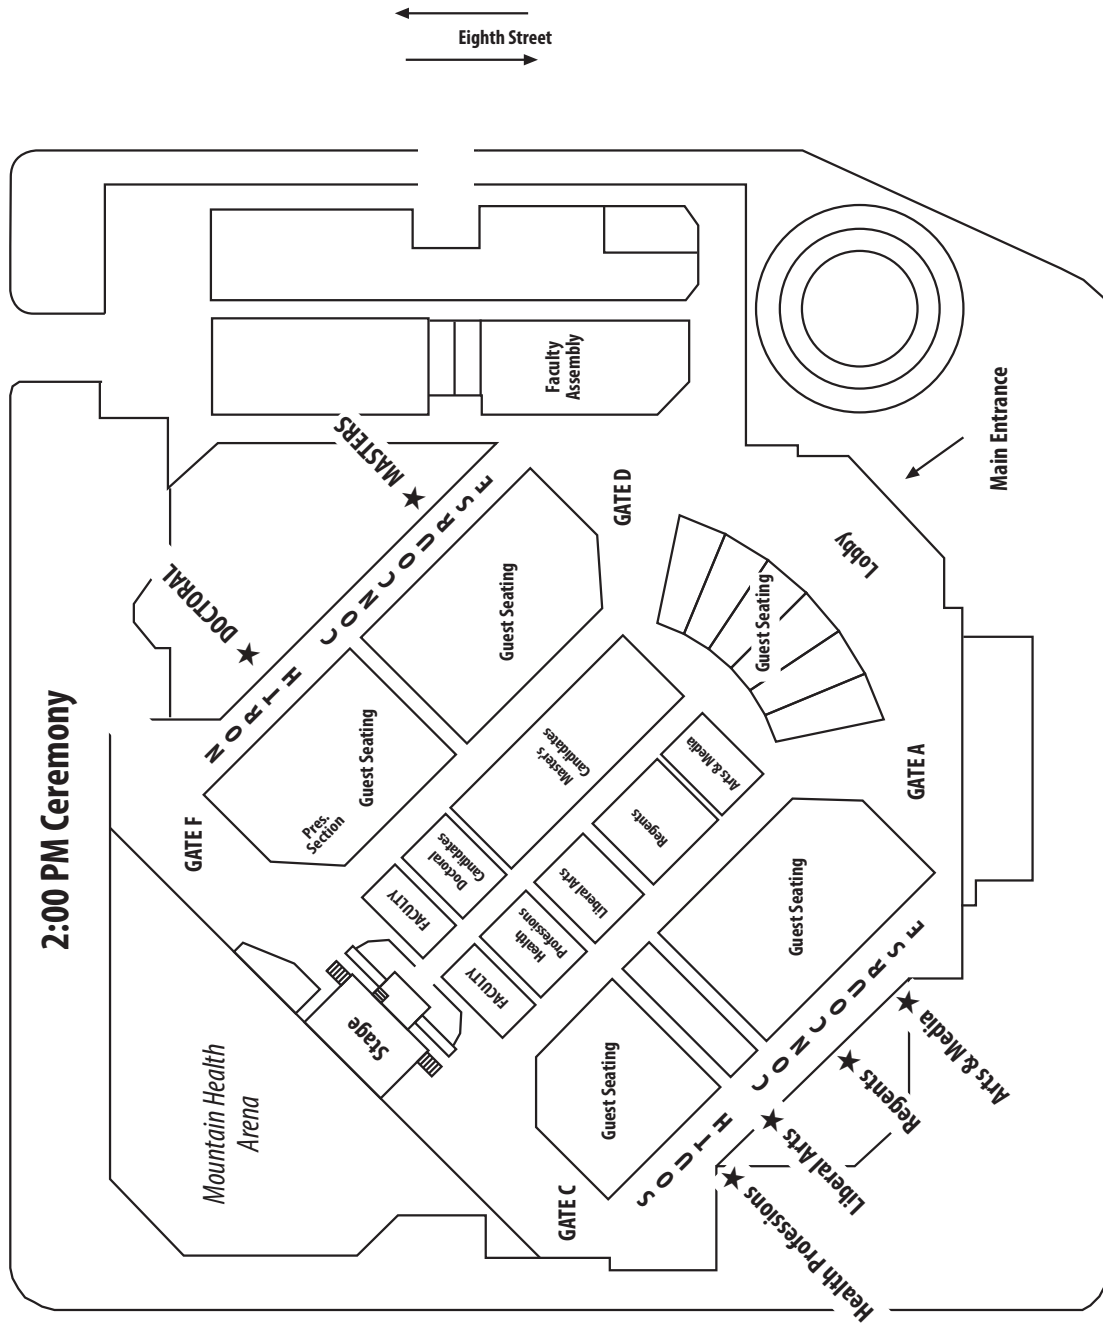 Eighth Street
2:00 PM Ceremony
Mountain Health
Arena
Faculty
Assembly
MASTERS
DOCTORAL
NORTH CONCOURSE
GATE D
GATE F
Main Entrance
Lobby
Guest Seating
Guest Seating
Guest Seating
Pres.
Section
Master's
Candidates
Doctoral
Candidates
FACULTY
Arts & Media
Regents
Liberal Arts
Health
Professions
FACULTY
Stage
GATE A
Guest Seating
Guest Seating
GATE C
SOUTH CONCOURSE
Arts & Media
Regents
Liberal Arts
Health Professions